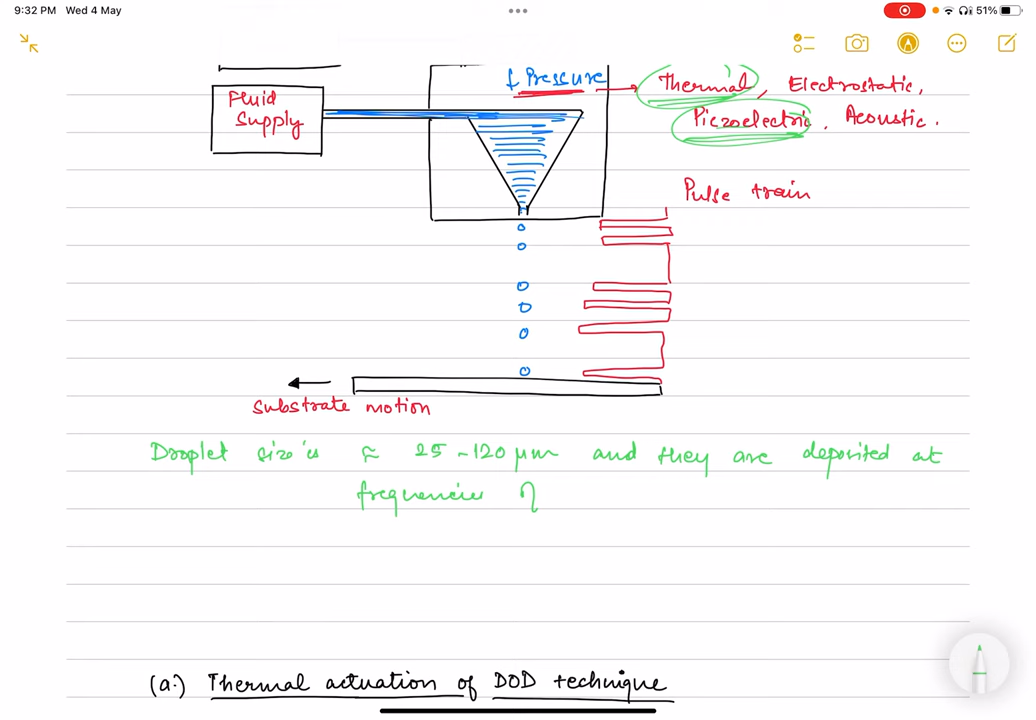 9:32 PM Wed 4 May
51%
f Pressure
Thermal, Electrostatic,
Piezoelectric, Acoustic.
Fluid
Supply
Pulse train
Substrate motion
Droplet size is ≈ 25-120 μm and they are deposited at
frequencies of
(a:) Thermal actuation of DOD technique